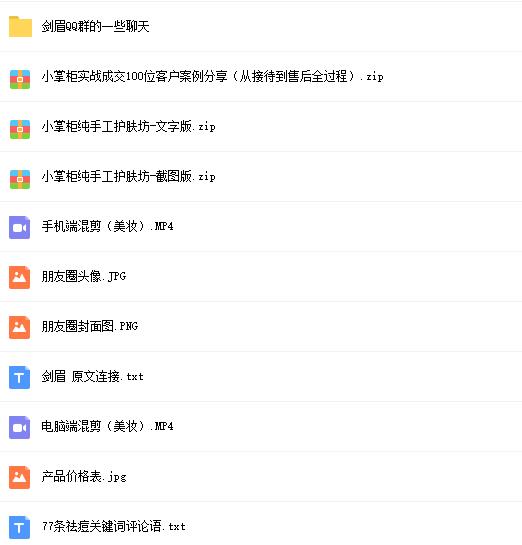 剑眉QQ群的一些聊天
小掌柜实战成交100位客户案例分享（从接待到售后全过程）.zip
小掌柜纯手工护肤坊-文字版.zip
小掌柜纯手工护肤坊-截图版.zip
手机端混剪（美妆）.MP4
朋友圈头像.JPG
朋友圈封面图.PNG
剑眉 原文连接.txt
电脑端混剪（美妆）.MP4
产品价格表.jpg
77条祛痘关键词评论语.txt